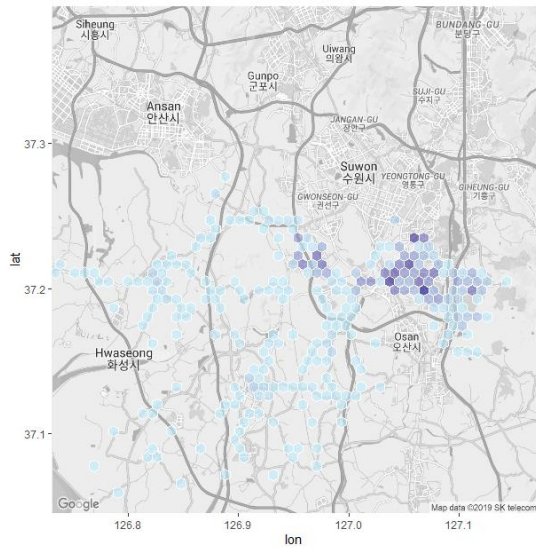 Siheung
시흥시
BUNDANG-GU
분당구
Uiwang
의왕시
Gunpo
군포시
SUJI-GU
수지구
Ansan
안산시
JANGAN-GU
장안구
37.3
Suwon
수원시
YEONGTONG-GU
영통구
GIHEUNG-GU
기흥구
GWONSEON-GU
권선구
lat
37.2
Osan
오산시
Hwaseong
화성시
37.1
Google
Map data ©2019 SK telecom
126.8
126.9
127.0
127.1
lon